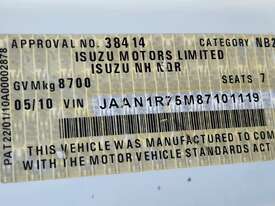 APPROVAL NO. 38414 CATEGORY NB2
ISUZU MOTORS LIMITED
ISUZU NH NQR
GVMkg 8700 SEATS 7
05/10 VIN JAAN1R75M87101119
THIS VEHICLE WAS MANUFACTURED TO COM
WITH THE MOTOR VEHICLE STANDARDS ACT
PAT 22/01/10A00002878